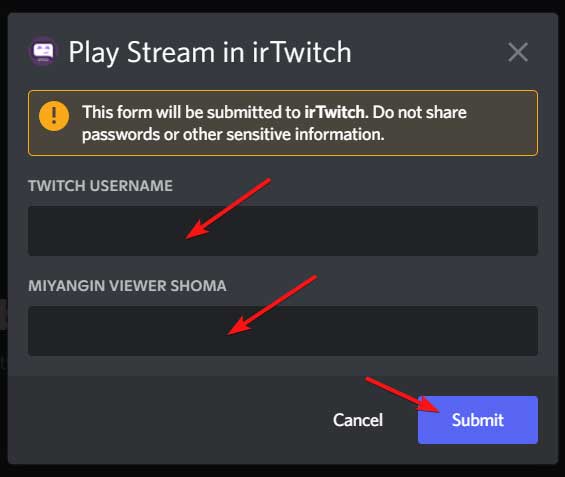 Play Stream in irTwitch
This form will be submitted to irTwitch. Do not share
passwords or other sensitive information.
TWITCH USERNAME
MIYANGIN VIEWER SHOMA
Cancel
Submit